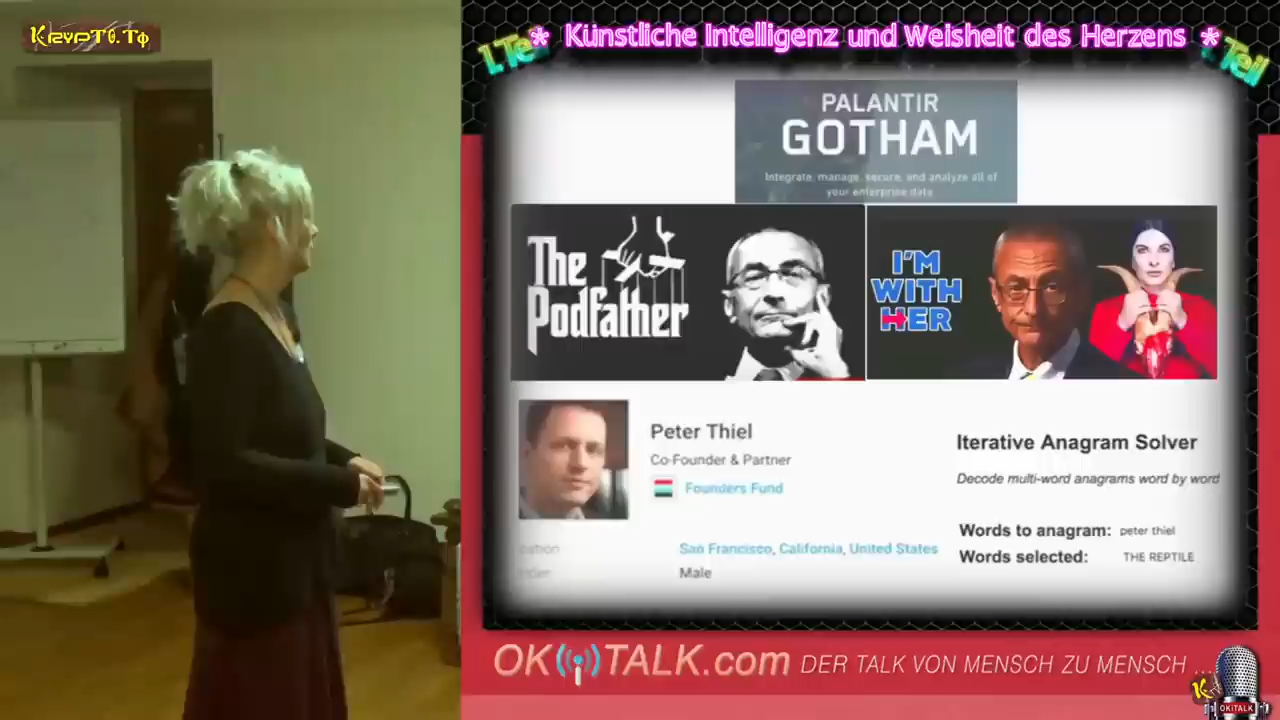 KryPT0.Tφ
* Künstliche Intelligenz und Weisheit des Herzens *
1.Te
Teil
PALANTIR
GOTHAM
Integrate, manage, secure, and analyze all of
your enterprise data
The
Podfather
I'M
WITH
HER
Peter Thiel
Co-Founder & Partner
Founders Fund
San Francisco, California, United States
Male
Iterative Anagram Solver
Decode multi-word anagrams word by word
Words to anagram: peter thiel
Words selected: THE REPTILE
OK TALK.com DER TALK VON MENSCH ZU MENSCH ...
OKiTALK